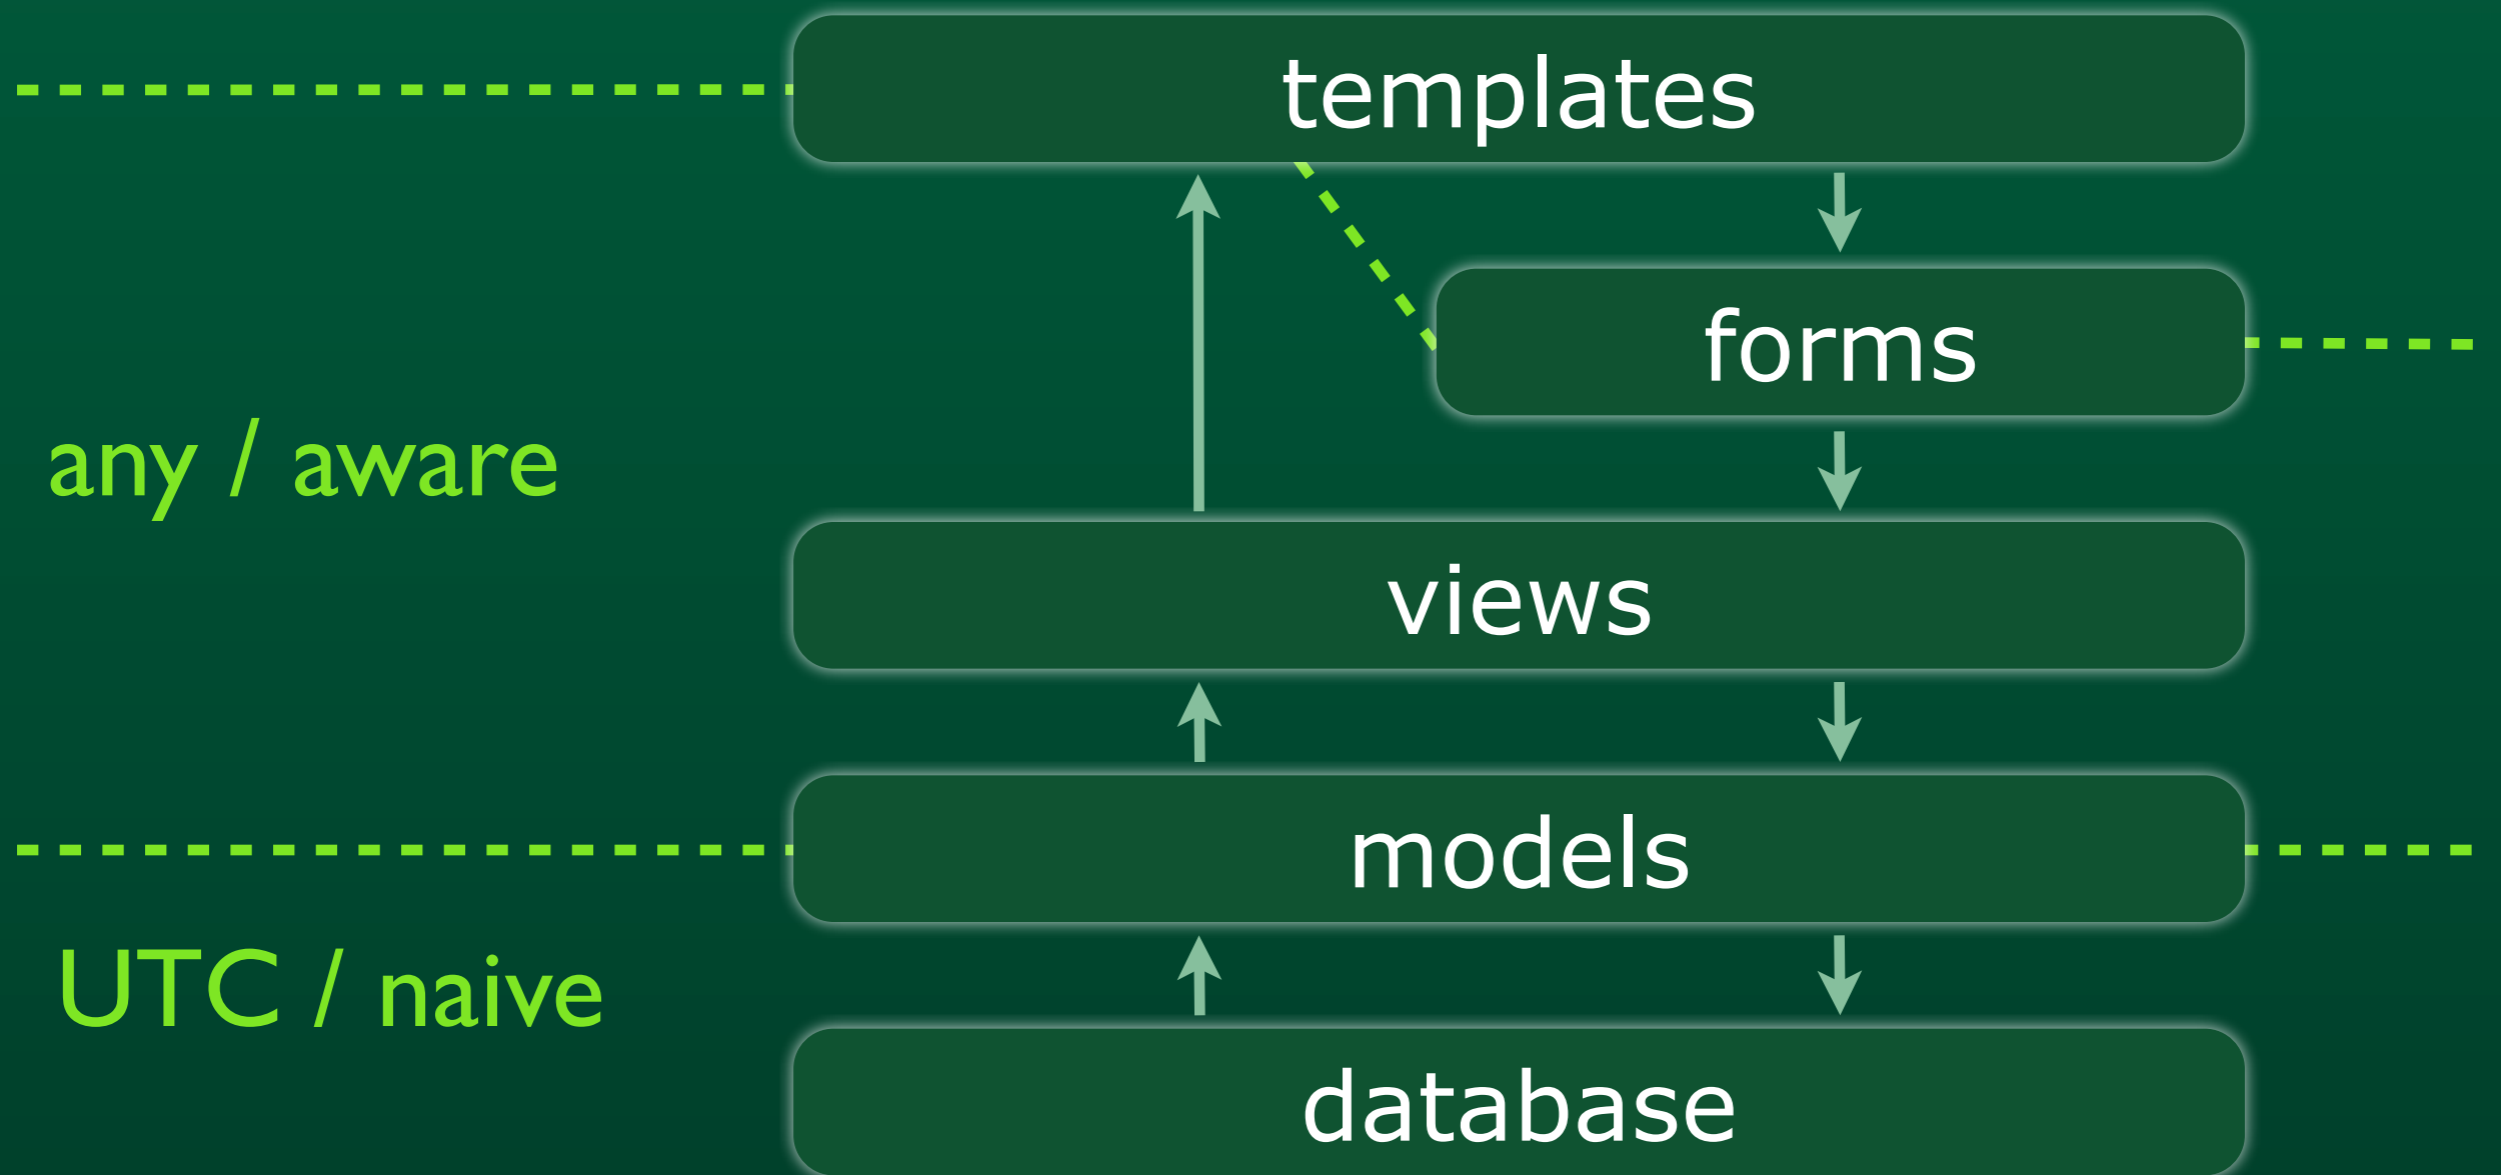 templates
forms
any / aware
views
models
UTC / naive
database